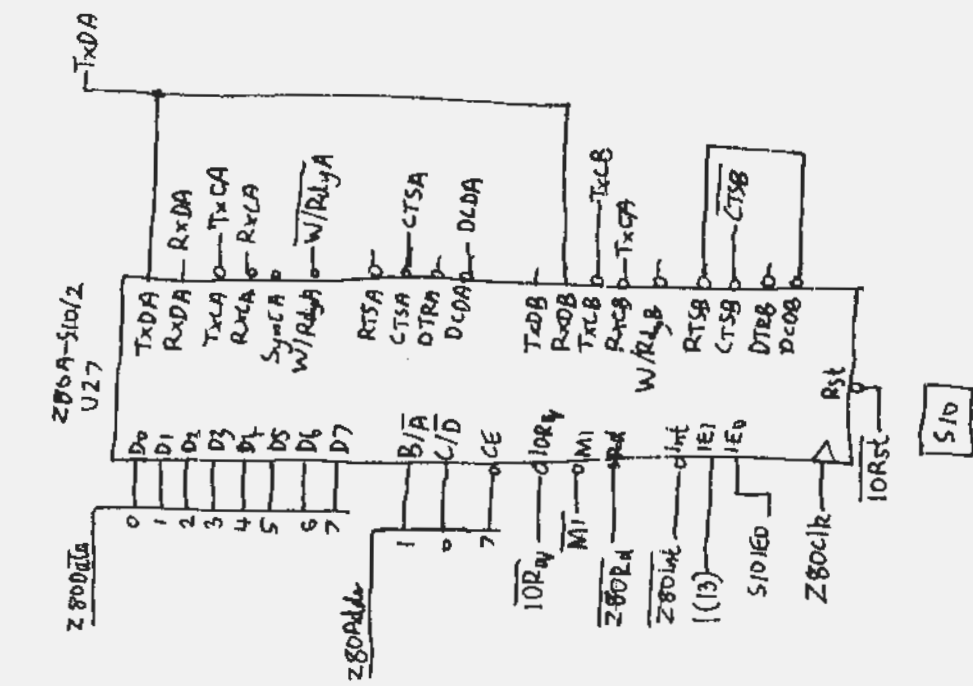 TxDA
RxDA
TxCA
RxCA
W/RdyA
CTSA
DCDA
TxCB
TxCA
CTSB
Z80A-SIO/2
U27
TxDA
RxDA
TxCA
RxCA
SyncA
W/RdyA
RTSA
CTSA
DTRA
DCDA
TxDB
RxDB
TxCB
RxCB
W/RdyB
RTSB
CTSB
DTRB
DCDB
D0
D1
D2
D3
D4
D5
D6
D7
B/A
C/D
CE
IORq
M1
Rd
Int
IEI
IEO
Rst
Z80Data
0
1
2
3
4
5
6
7
Z80Addr
1
0
7
IORq
M1
Z80Rd
Z80Int
1(13)
SIOIEO
Z80Clk
IORst
SIO